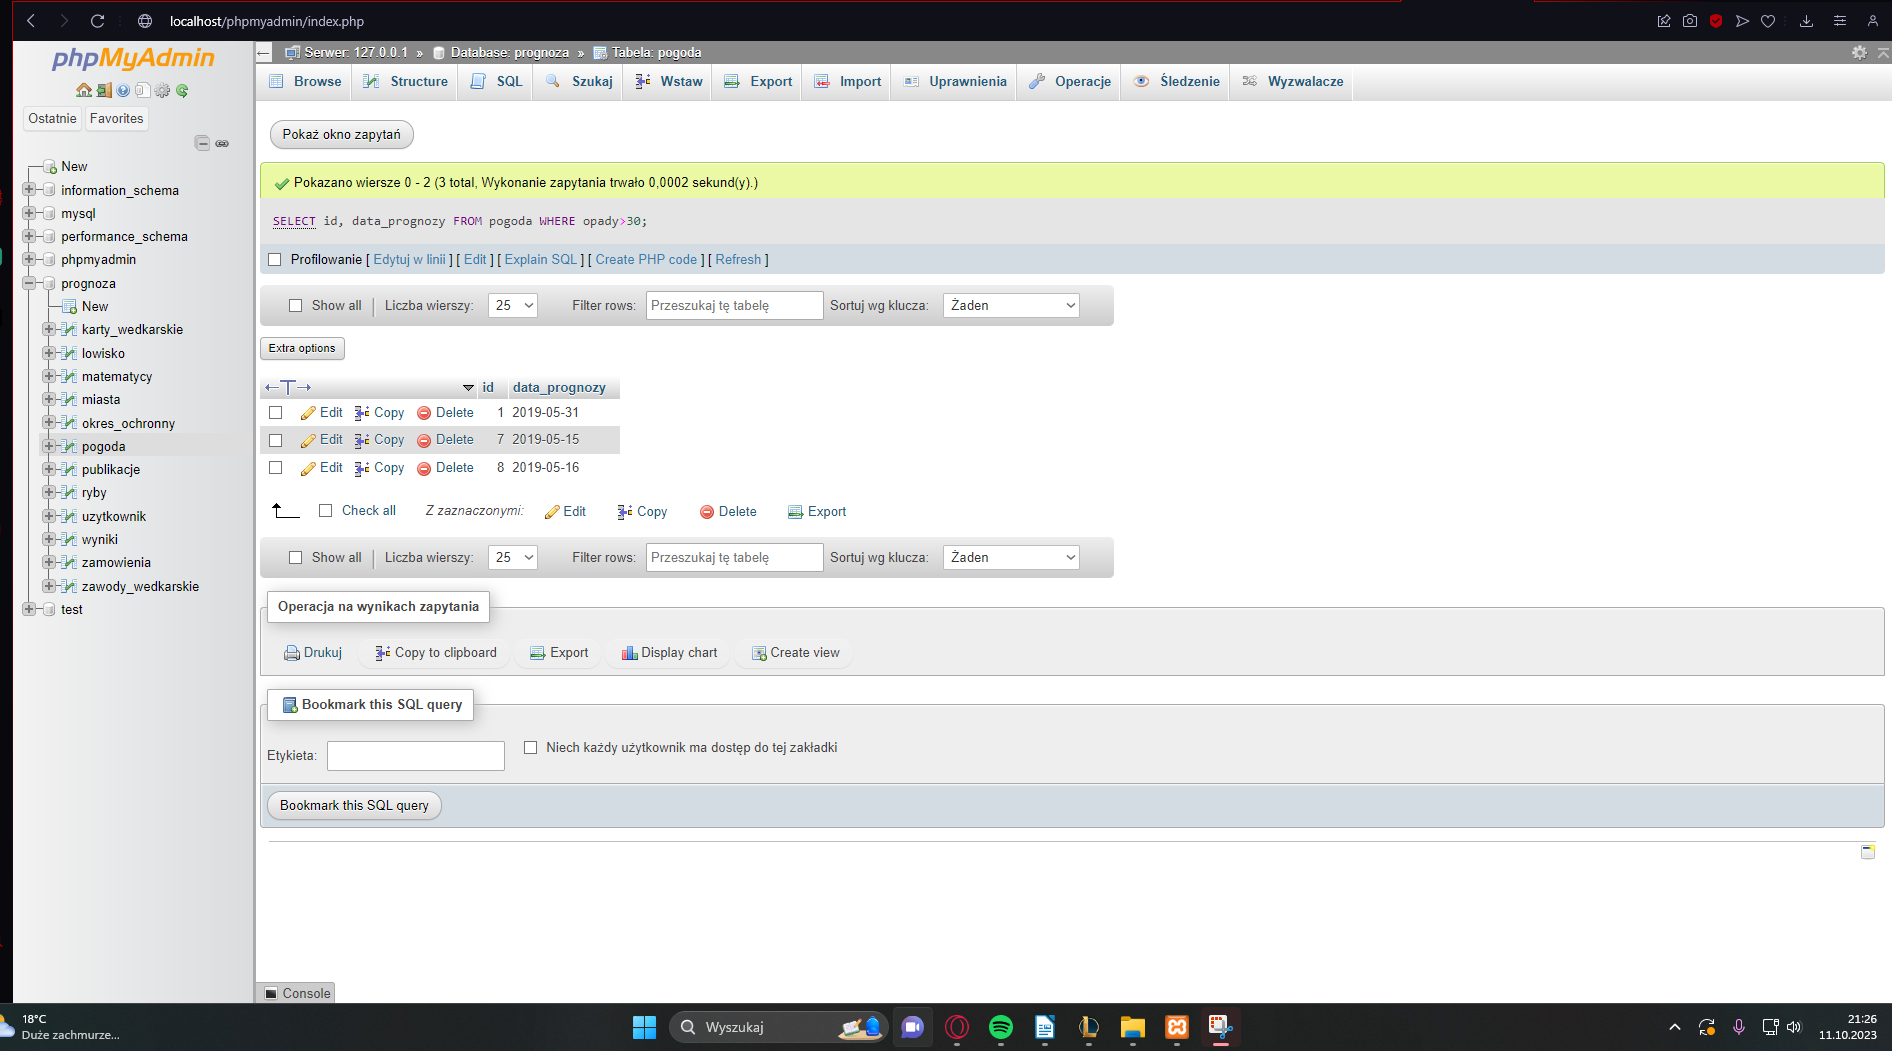 localhost/phpmyadmin/index.php
phpMyAdmin
Ostatnie Favorites
New
information_schema
mysql
performance_schema
phpmyadmin
prognoza
New
karty_wedkarskie
lowisko
matematycy
miasta
okres_ochronny
pogoda
publikacje
ryby
uzytkownik
wyniki
zamowienia
zawody_wedkarskie
test
Serwer: 127.0.0.1 » Database: prognoza » Tabela: pogoda
Browse Structure SQL Szukaj Wstaw Export Import Uprawnienia Operacje Śledzenie Wyzwalacze
Pokaż okno zapytań
Pokazano wiersze 0 - 2 (3 total, Wykonanie zapytania trwało 0,0002 sekund(y).)
SELECT id, data_prognozy FROM pogoda WHERE opady>30;
Profilowanie [ Edytuj w linii ] [ Edit ] [ Explain SQL ] [ Create PHP code ] [ Refresh ]
Show all Liczba wierszy: 25 Filter rows: Przeszukaj tę tabelę Sortuj wg klucza: Żaden
Extra options
←T→ id data_prognozy
Edit Copy Delete 1 2019-05-31
Edit Copy Delete 7 2019-05-15
Edit Copy Delete 8 2019-05-16
Check all Z zaznaczonymi: Edit Copy Delete Export
Show all Liczba wierszy: 25 Filter rows: Przeszukaj tę tabelę Sortuj wg klucza: Żaden
Operacja na wynikach zapytania
Drukuj Copy to clipboard Export Display chart Create view
Bookmark this SQL query
Etykieta: Niech każdy użytkownik ma dostęp do tej zakładki
Bookmark this SQL query
Console
18°C
Duże zachmurze...
Wyszukaj
21:26
11.10.2023